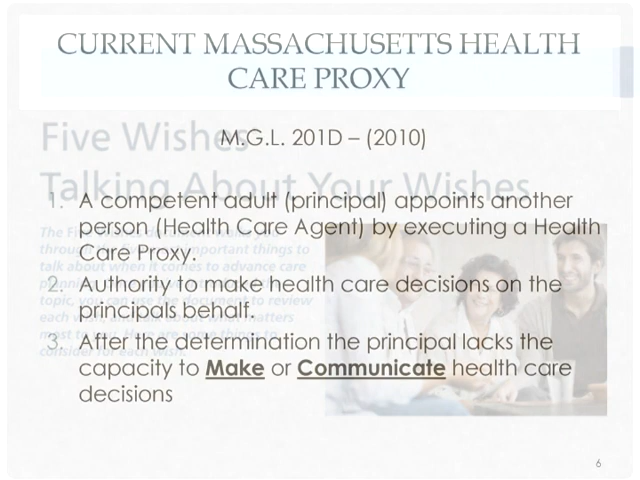 CURRENT MASSACHUSETTS HEALTH
CARE PROXY
Five Wishes
M.G.L. 201D – (2010)
Talking About Your Wishes
1. A competent adult (principal) appoints another
person (Health Care Agent) by executing a Health
Care Proxy.
2. Authority to make health care decisions on the
principals behalf.
3. After the determination the principal lacks the
capacity to Make or Communicate health care
decisions
6